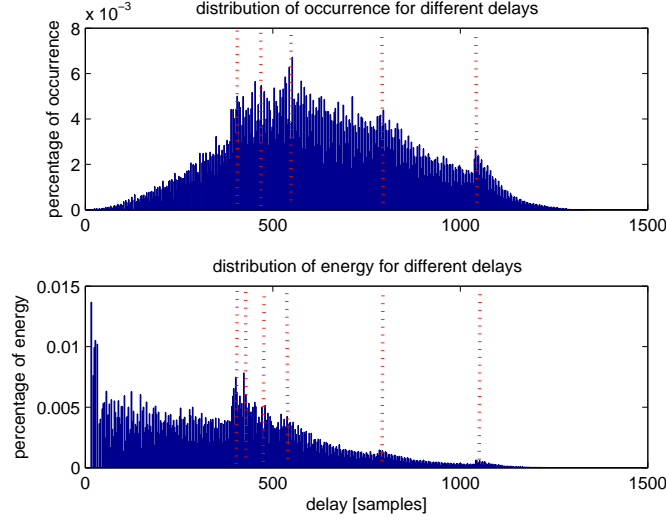 distribution of occurrence for different delays
x 10⁻³
percentage of occurrence
8
6
4
2
0
0 500 1000 1500
distribution of energy for different delays
percentage of energy
0.015
0.01
0.005
0
0 500 1000 1500
delay [samples]